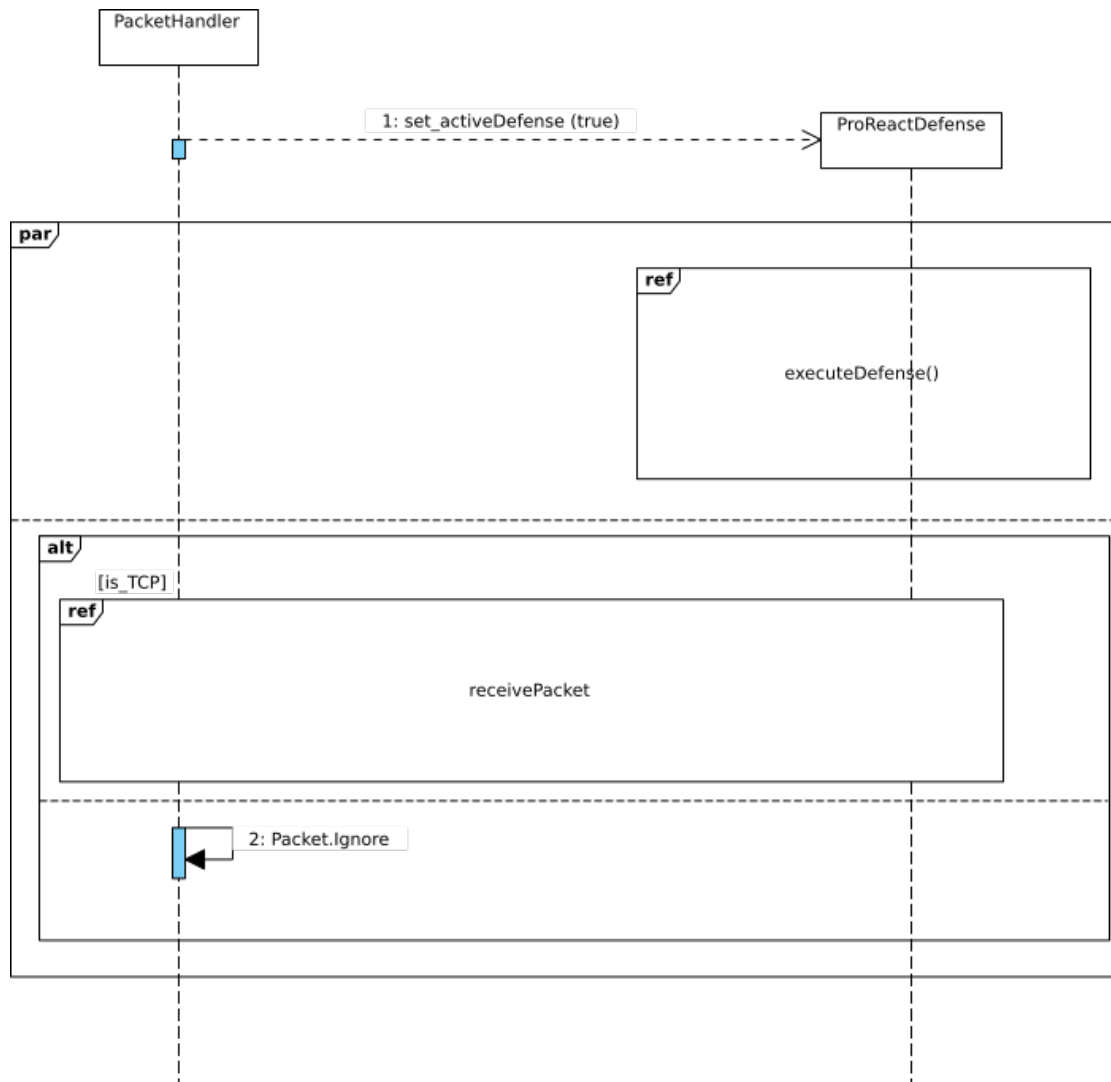 PacketHandler
1: set_activeDefense (true)
ProReactDefense
par
ref
executeDefense()
alt
[is_TCP]
ref
receivePacket
2: Packet.Ignore